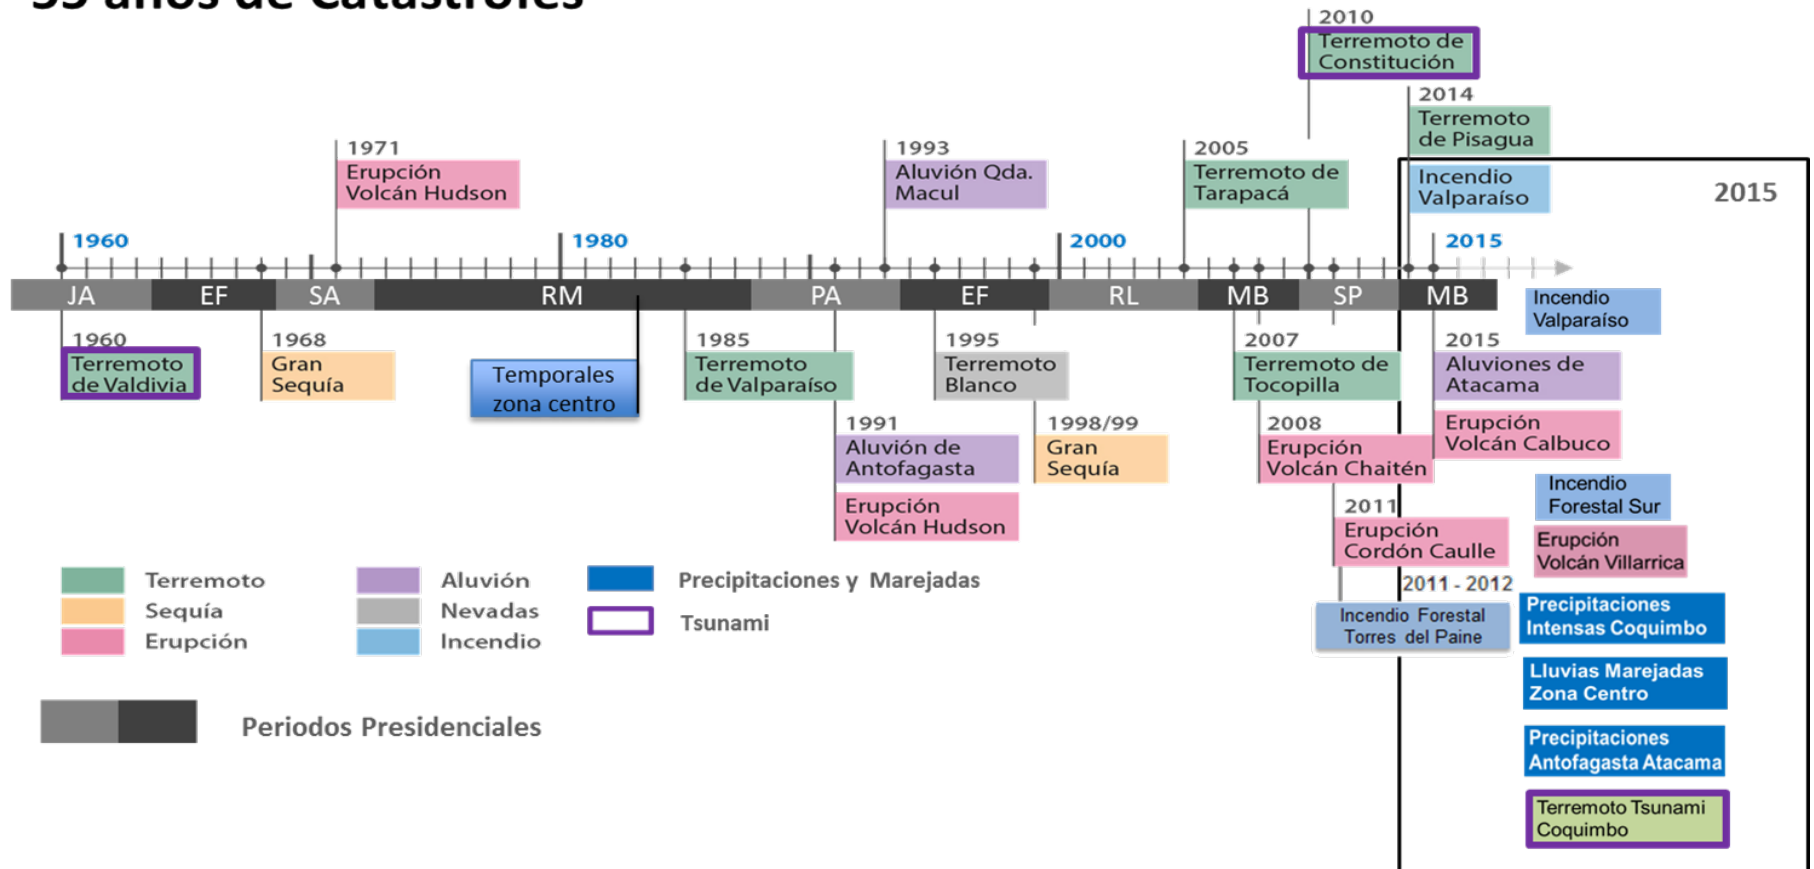 55 años de Catástrofes
2010
Terremoto de
Constitución
2014
Terremoto
de Pisagua
Incendio
Valparaíso
1971
Erupción
Volcán Hudson
1993
Aluvión Qda.
Macul
2005
Terremoto de
Tarapacá
2015
1960
1980
2000
2015
JA
EF
SA
RM
PA
EF
RL
MB
SP
MB
Incendio
Valparaíso
1960
Terremoto
de Valdivia
1968
Gran
Sequía
Temporales
zona centro
1985
Terremoto
de Valparaíso
1991
Aluvión de
Antofagasta
Erupción
Volcán Hudson
1995
Terremoto
Blanco
1998/99
Gran
Sequía
2007
Terremoto de
Tocopilla
2008
Erupción
Volcán Chaitén
2011
Erupción
Cordón Caulle
2011 - 2012
Incendio Forestal
Torres del Paine
2015
Aluviones de
Atacama
Erupción
Volcán Calbuco
Incendio
Forestal Sur
Erupción
Volcán Villarrica
Precipitaciones
Intensas Coquimbo
Lluvias Marejadas
Zona Centro
Precipitaciones
Antofagasta Atacama
Terremoto Tsunami
Coquimbo
Terremoto
Sequía
Erupción
Aluvión
Nevadas
Incendio
Precipitaciones y Marejadas
Tsunami
Periodos Presidenciales